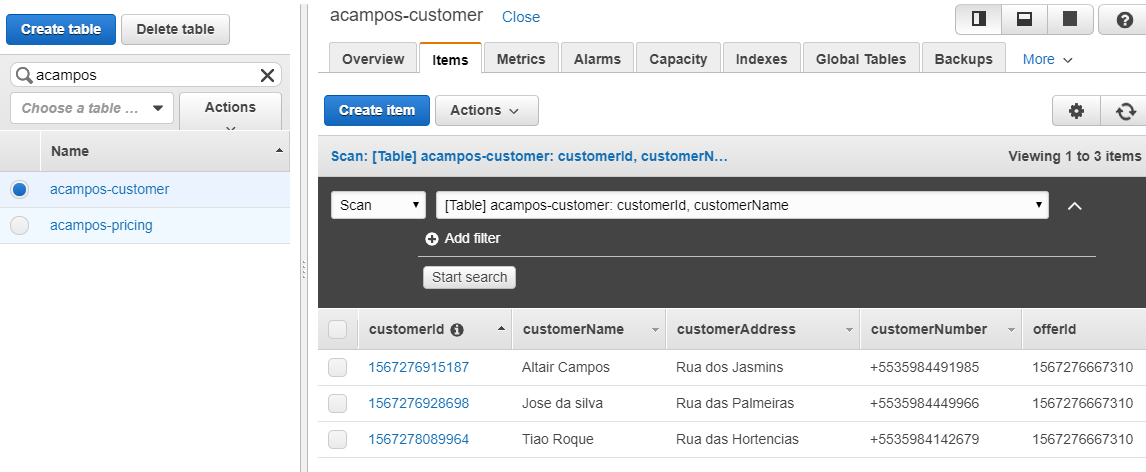 Create table Delete table
acampos
Choose a table ... Actions
Name
acampos-customer
acampos-pricing
acampos-customer Close
Overview Items Metrics Alarms Capacity Indexes Global Tables Backups More
Create item Actions
Scan: [Table] acampos-customer: customerId, customerN... Viewing 1 to 3 items
Scan [Table] acampos-customer: customerId, customerName
Add filter
Start search
customerId customerName customerAddress customerNumber offerId
1567276915187 Altair Campos Rua dos Jasmins +5535984491985 1567276667310
1567276928698 Jose da silva Rua das Palmeiras +5535984449966 1567276667310
1567278089964 Tiao Roque Rua das Hortencias +5535984142679 1567276667310